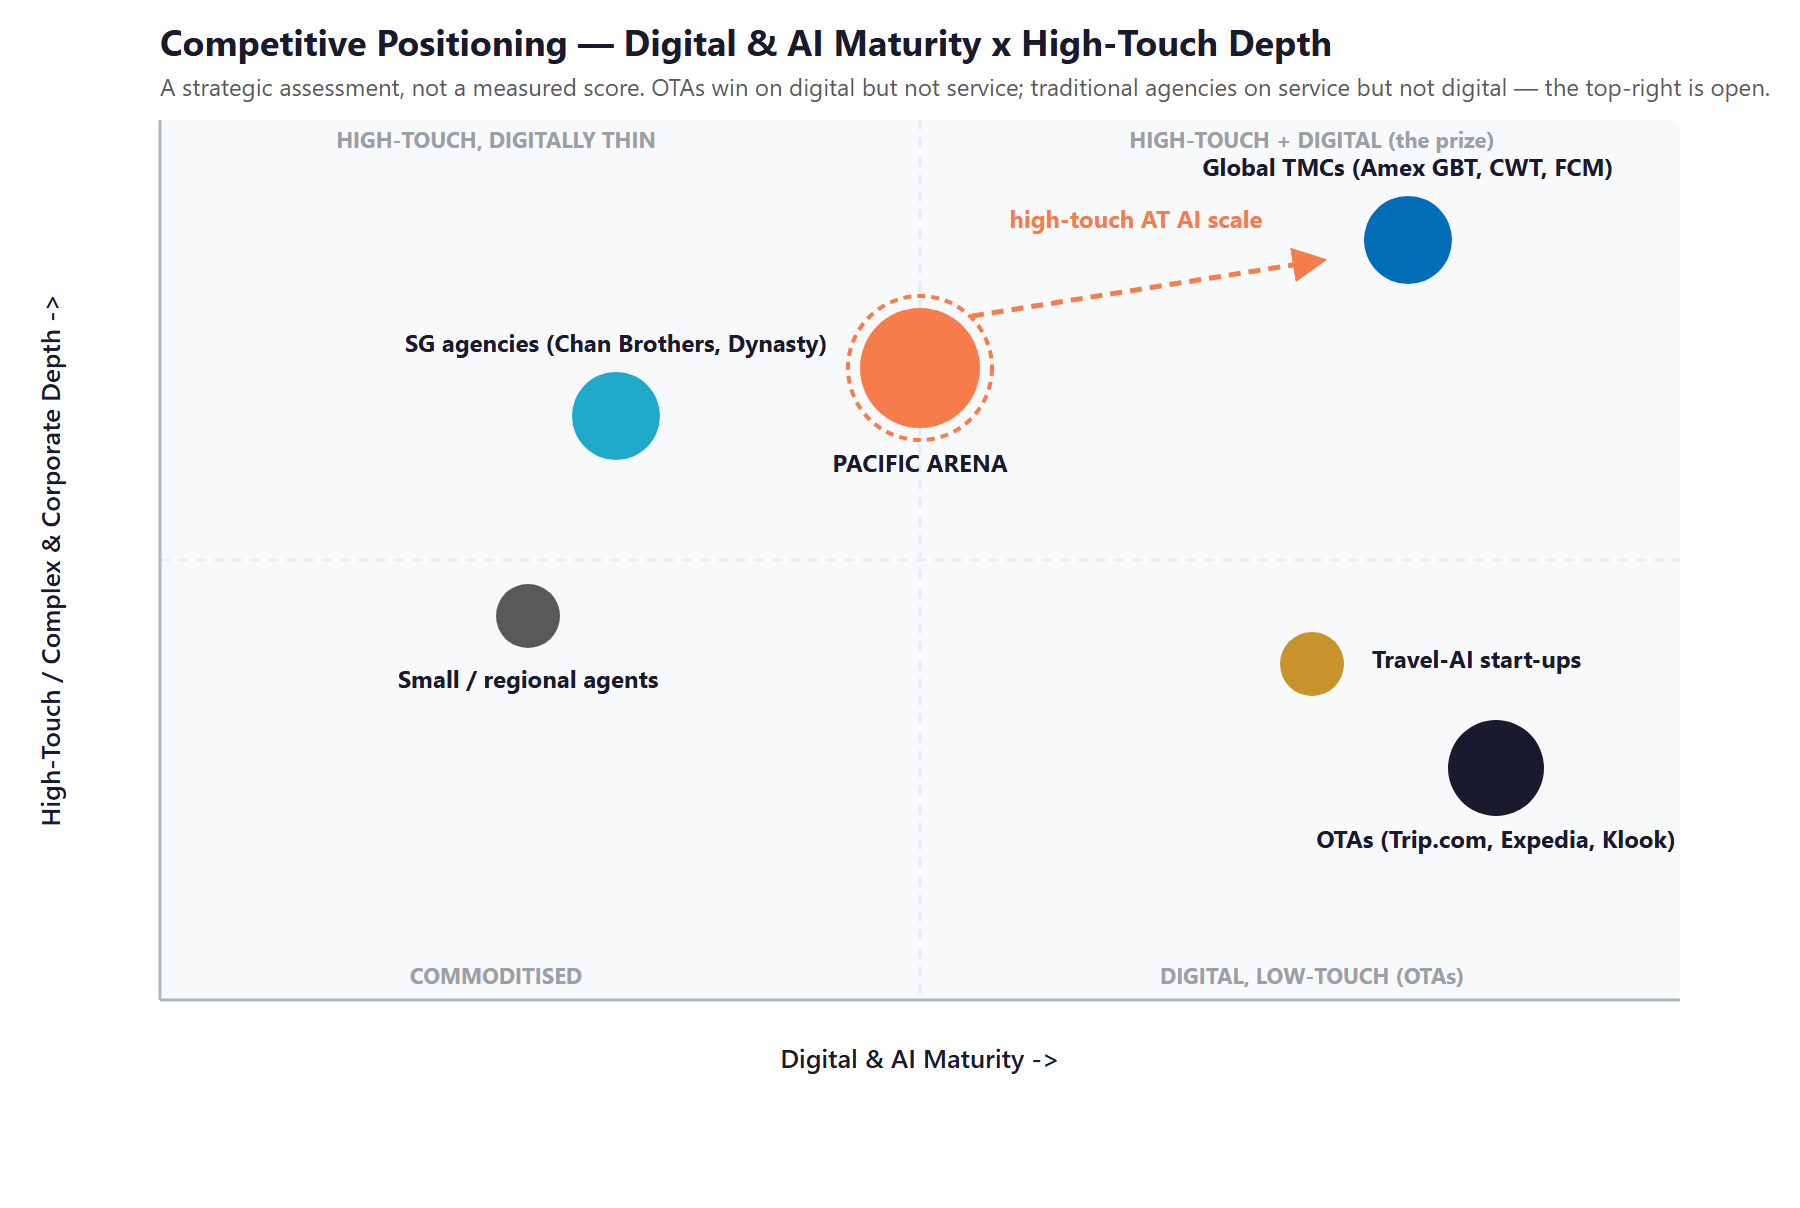 Competitive Positioning — Digital & AI Maturity x High-Touch Depth
A strategic assessment, not a measured score. OTAs win on digital but not service; traditional agencies on service but not digital — the top-right is open.
HIGH-TOUCH, DIGITALLY THIN
HIGH-TOUCH + DIGITAL (the prize)
Global TMCs (Amex GBT, CWT, FCM)
high-touch AT AI scale
SG agencies (Chan Brothers, Dynasty)
PACIFIC ARENA
High-Touch / Complex & Corporate Depth ->
Small / regional agents
Travel-AI start-ups
OTAs (Trip.com, Expedia, Klook)
COMMODITISED
DIGITAL, LOW-TOUCH (OTAs)
Digital & AI Maturity ->